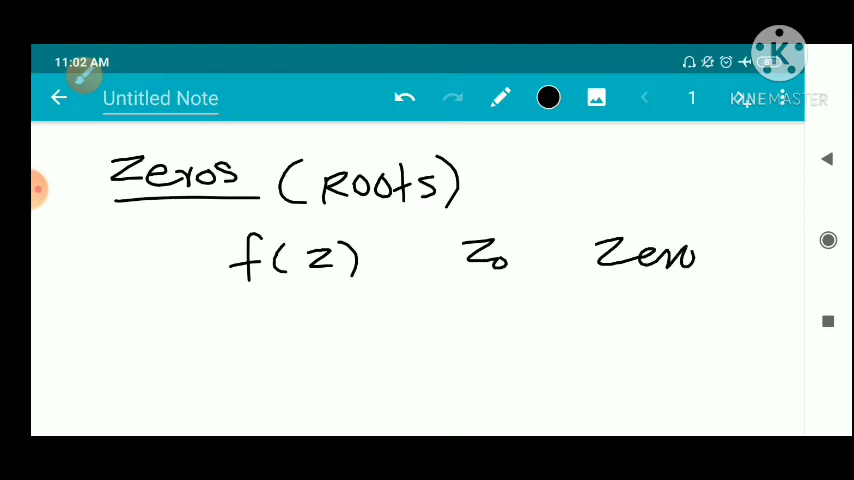 11:02 AM
Untitled Note 1
KINEMASTER
Zeros (Roots)
f(z) z₀ Zero